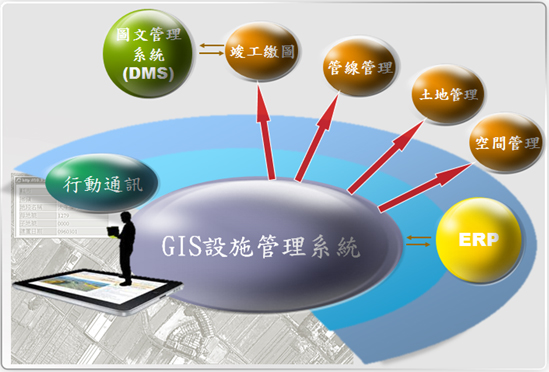 圖文管理
系統
(DMS)
竣工繳圖
管線管理
土地管理
空間管理
行動通訊
GIS設施管理系統
ERP